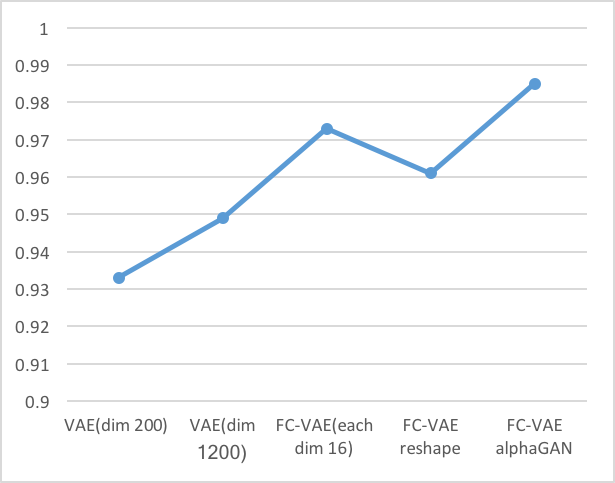 1
0.99
0.98
0.97
0.96
0.95
0.94
0.93
0.92
0.91
0.9
VAE(dim 200)
VAE(dim
1200)
FC-VAE(each
dim 16)
FC-VAE
reshape
FC-VAE
alphaGAN